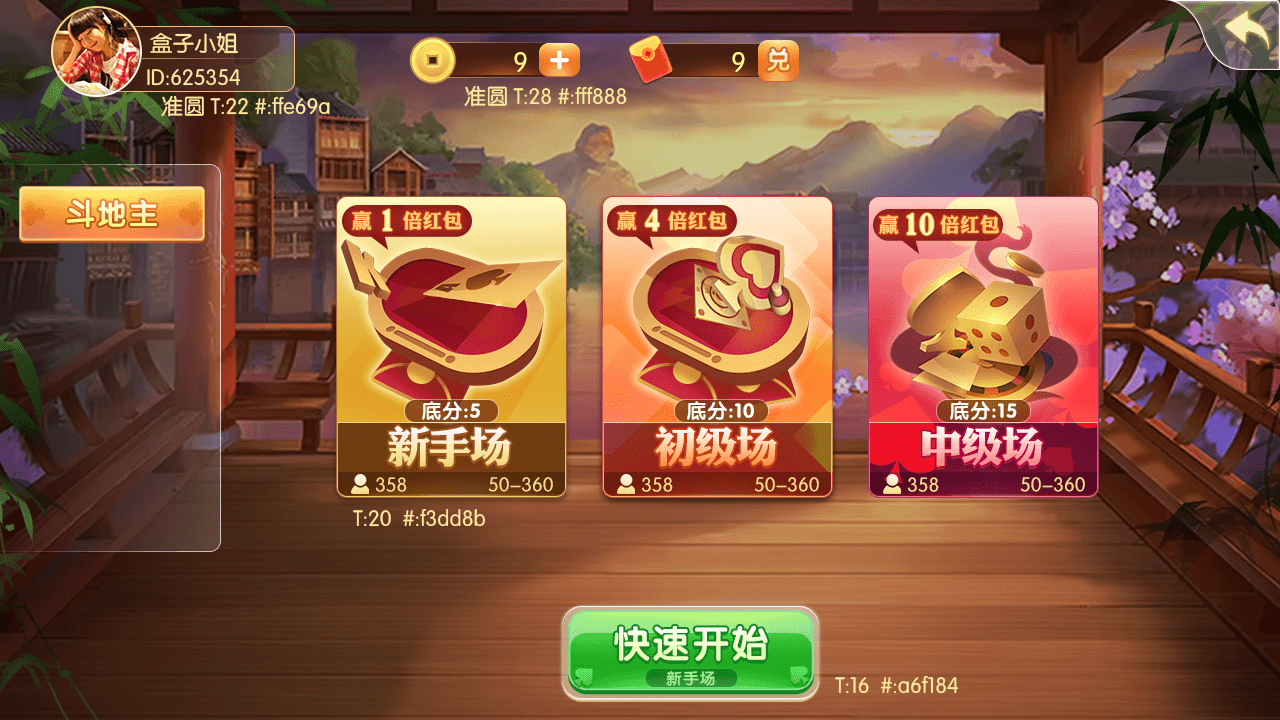 盒子小姐
ID:625354
准圆 T:22 #:ffe69a
9
9
兑
准圆 T:28 #:fff888
斗地主
赢1倍红包
底分:5
新手场
358
50–360
T:20 #:f3dd8b
赢4倍红包
底分:10
初级场
358
50–360
赢10倍红包
底分:15
中级场
358
50–360
快速开始
新手场
T:16 #:a6f184